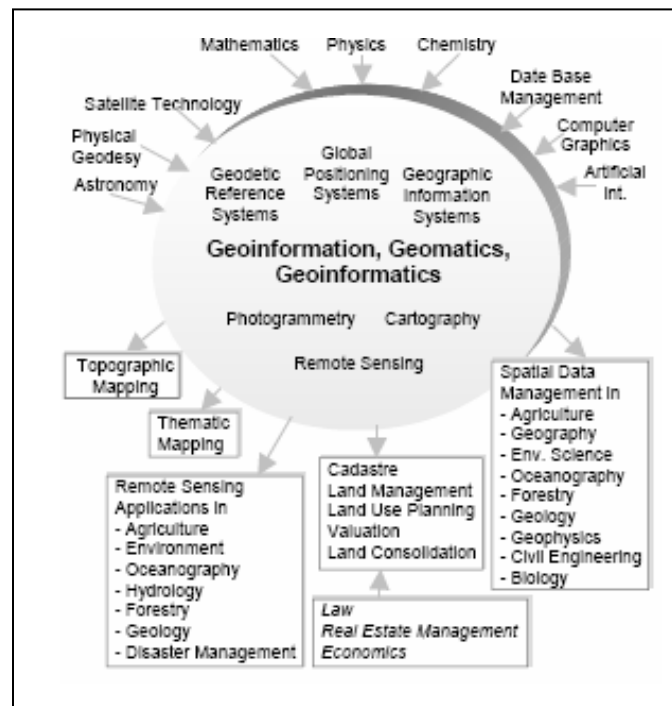 Mathematics Physics Chemistry
Satellite Technology
Date Base
Management
Physical
Geodesy
Computer
Graphics
Astronomy
Artificial
Int.
Geodetic
Reference
Systems
Global
Positioning
Systems
Geographic
Information
Systems
Geoinformation, Geomatics,
Geoinformatics
Photogrammetry Cartography
Remote Sensing
Topographic
Mapping
Thematic
Mapping
Remote Sensing
Applications in
- Agriculture
- Environment
- Oceanography
- Hydrology
- Forestry
- Geology
- Disaster Management
Cadastre
Land Management
Land Use Planning
Valuation
Land Consolidation
Law
Real Estate Management
Economics
Spatial Data
Management in
- Agriculture
- Geography
- Env. Science
- Oceanography
- Forestry
- Geology
- Geophysics
- Civil Engineering
- Biology